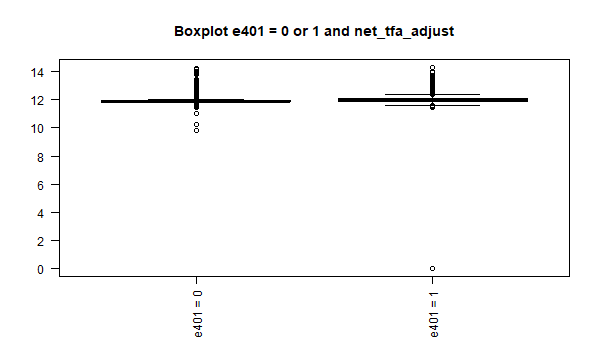 Boxplot e401 = 0 or 1 and net_tfa_adjust
14
12
10
8
6
4
2
0
e401 = 0
e401 = 1